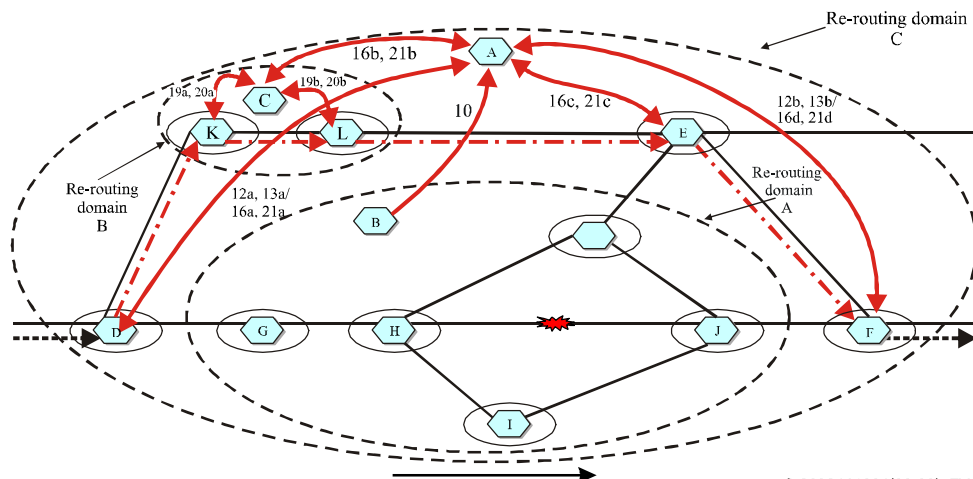 Re-routing domain
C
A
16b, 21b
19a, 20a
19b, 20b
C
10
16c, 21c
12b, 13b/
16d, 21d
K
L
E
Re-routing
domain
B
Re-routing
domain
A
12a, 13a/
16a, 21a
B
D
G
H
J
F
I